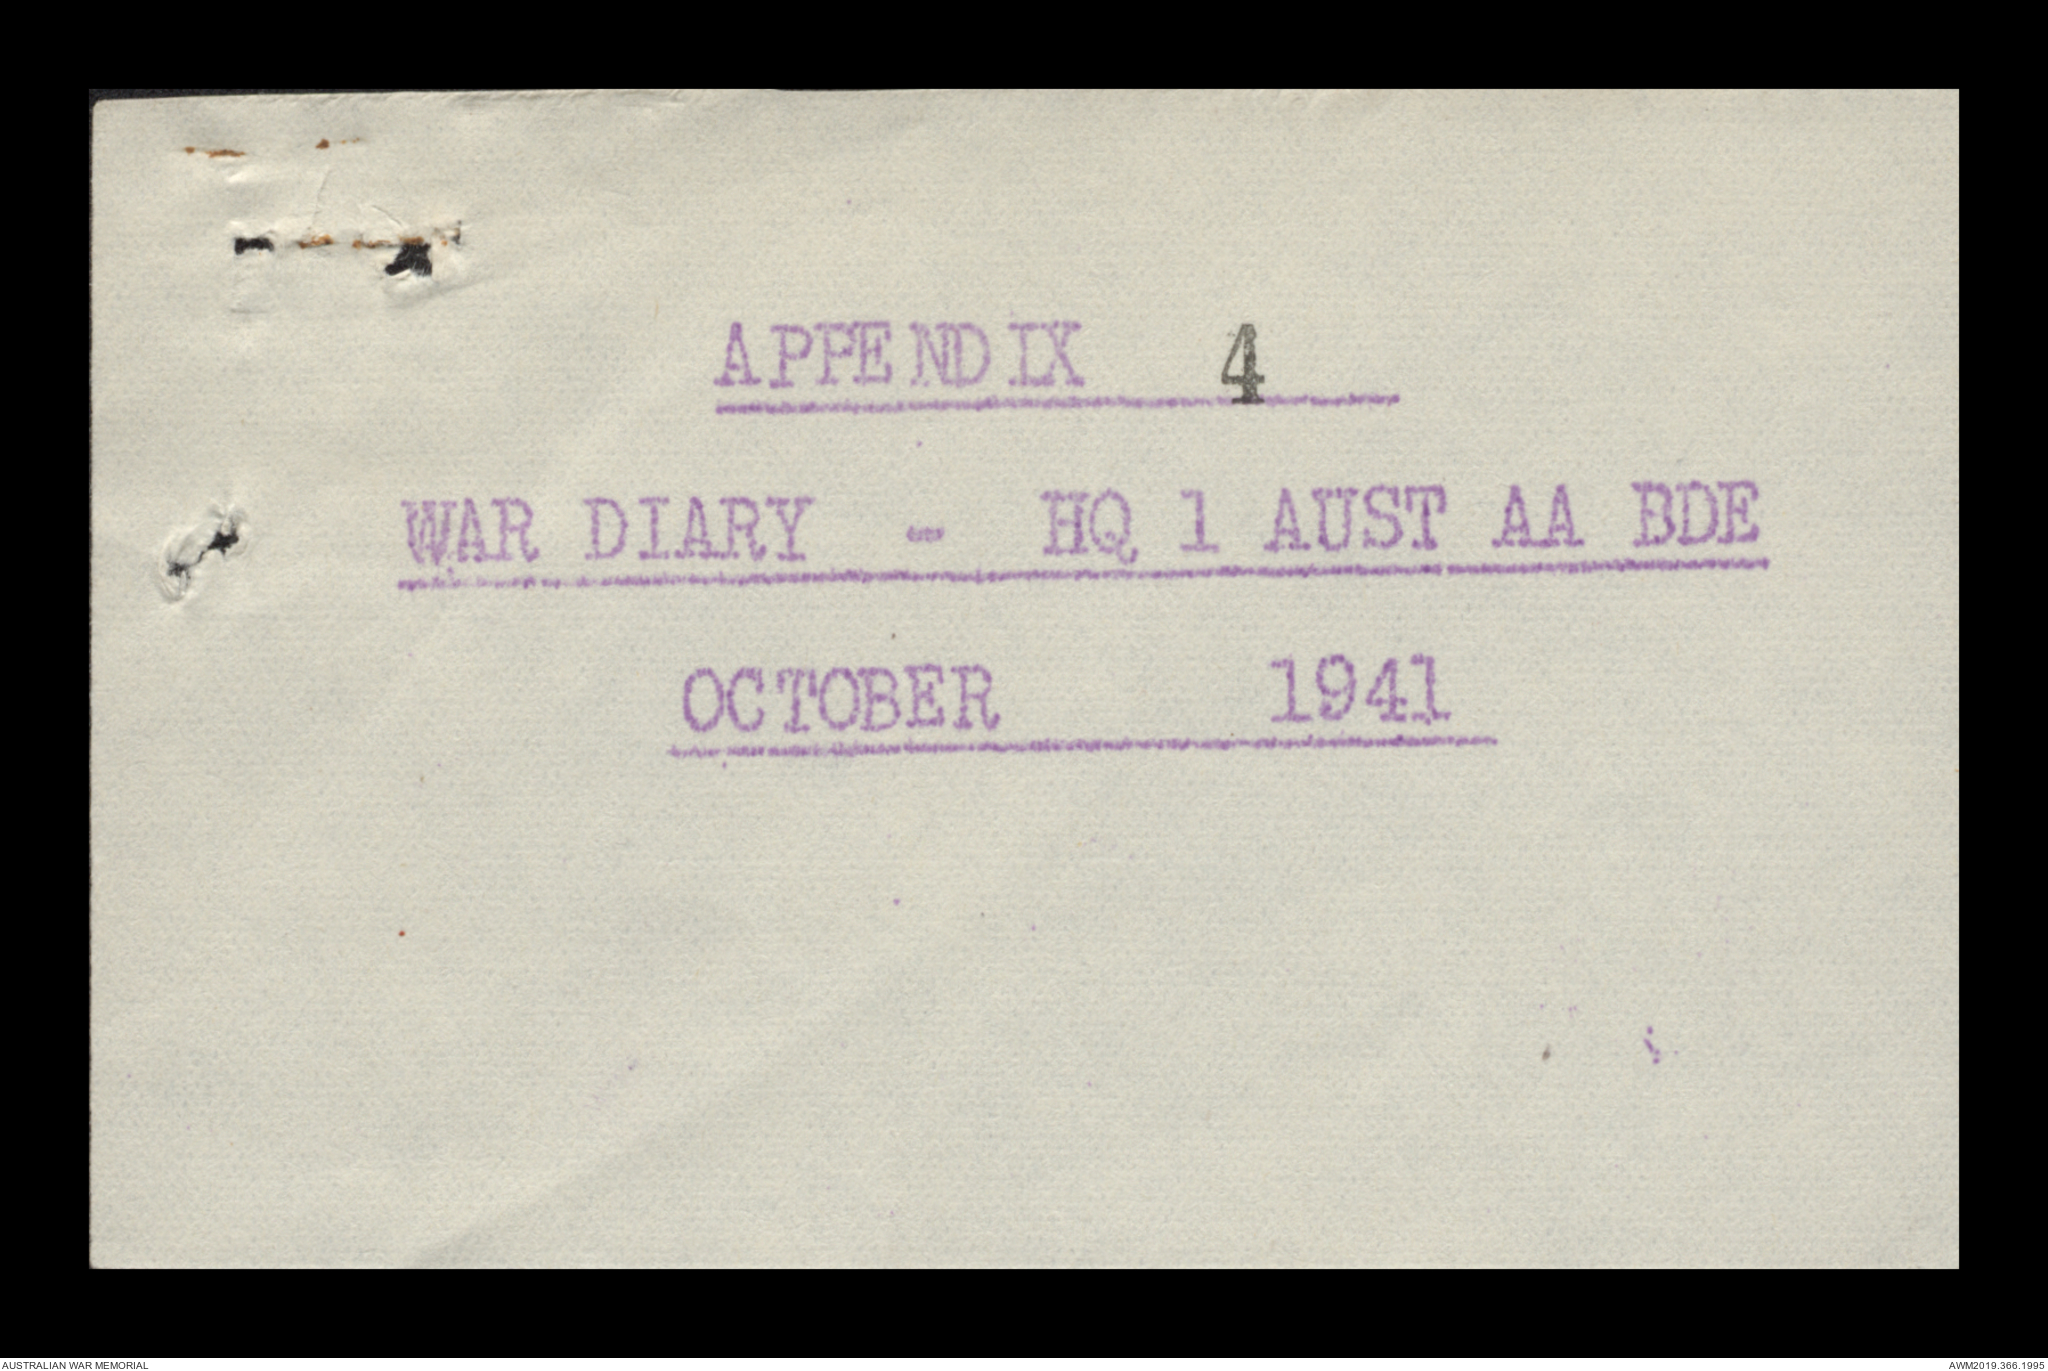 APPENDIX 4
WAR DIARY - HQ 1 AUST AA BDE
OCTOBER 1941
AUSTRALIAN WAR MEMORIAL
AWM2019.366.1995